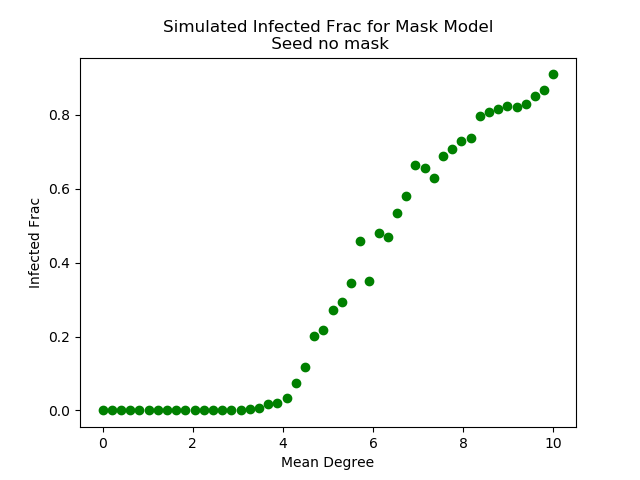 Simulated Infected Frac for Mask Model
Seed no mask
0.8
0.6
0.4
0.2
0.0
Infected Frac
0 2 4 6 8 10
Mean Degree